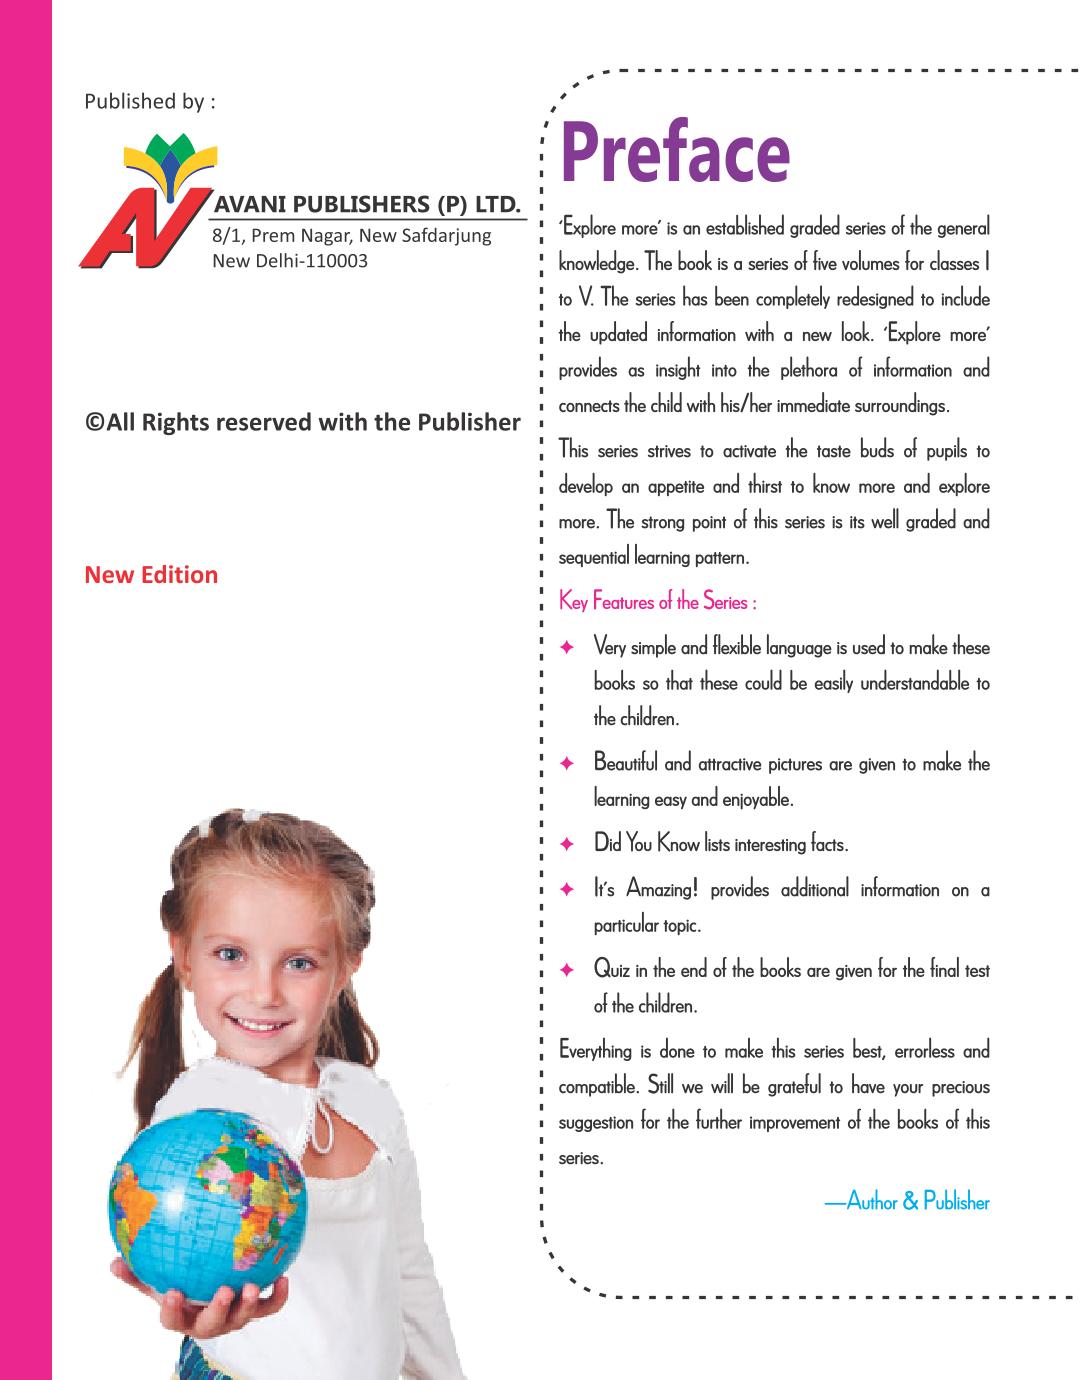 Published by :
AV
AVANI PUBLISHERS (P) LTD.
8/1, Prem Nagar, New Safdarjung
New Delhi-110003
©All Rights reserved with the Publisher
New Edition
Preface
‘Explore more’ is an established graded series of the general
knowledge. The book is a series of five volumes for classes I
to V. The series has been completely redesigned to include
the updated information with a new look. ‘Explore more’
provides as insight into the plethora of information and
connects the child with his/her immediate surroundings.
This series strives to activate the taste buds of pupils to
develop an appetite and thirst to know more and explore
more. The strong point of this series is its well graded and
sequential learning pattern.
Key Features of the Series :
✦ Very simple and flexible language is used to make these
books so that these could be easily understandable to
the children.
✦ Beautiful and attractive pictures are given to make the
learning easy and enjoyable.
✦ Did You Know lists interesting facts.
✦ It’s Amazing! provides additional information on a
particular topic.
✦ Quiz in the end of the books are given for the final test
of the children.
Everything is done to make this series best, errorless and
compatible. Still we will be grateful to have your precious
suggestion for the further improvement of the books of this
series.
—Author & Publisher